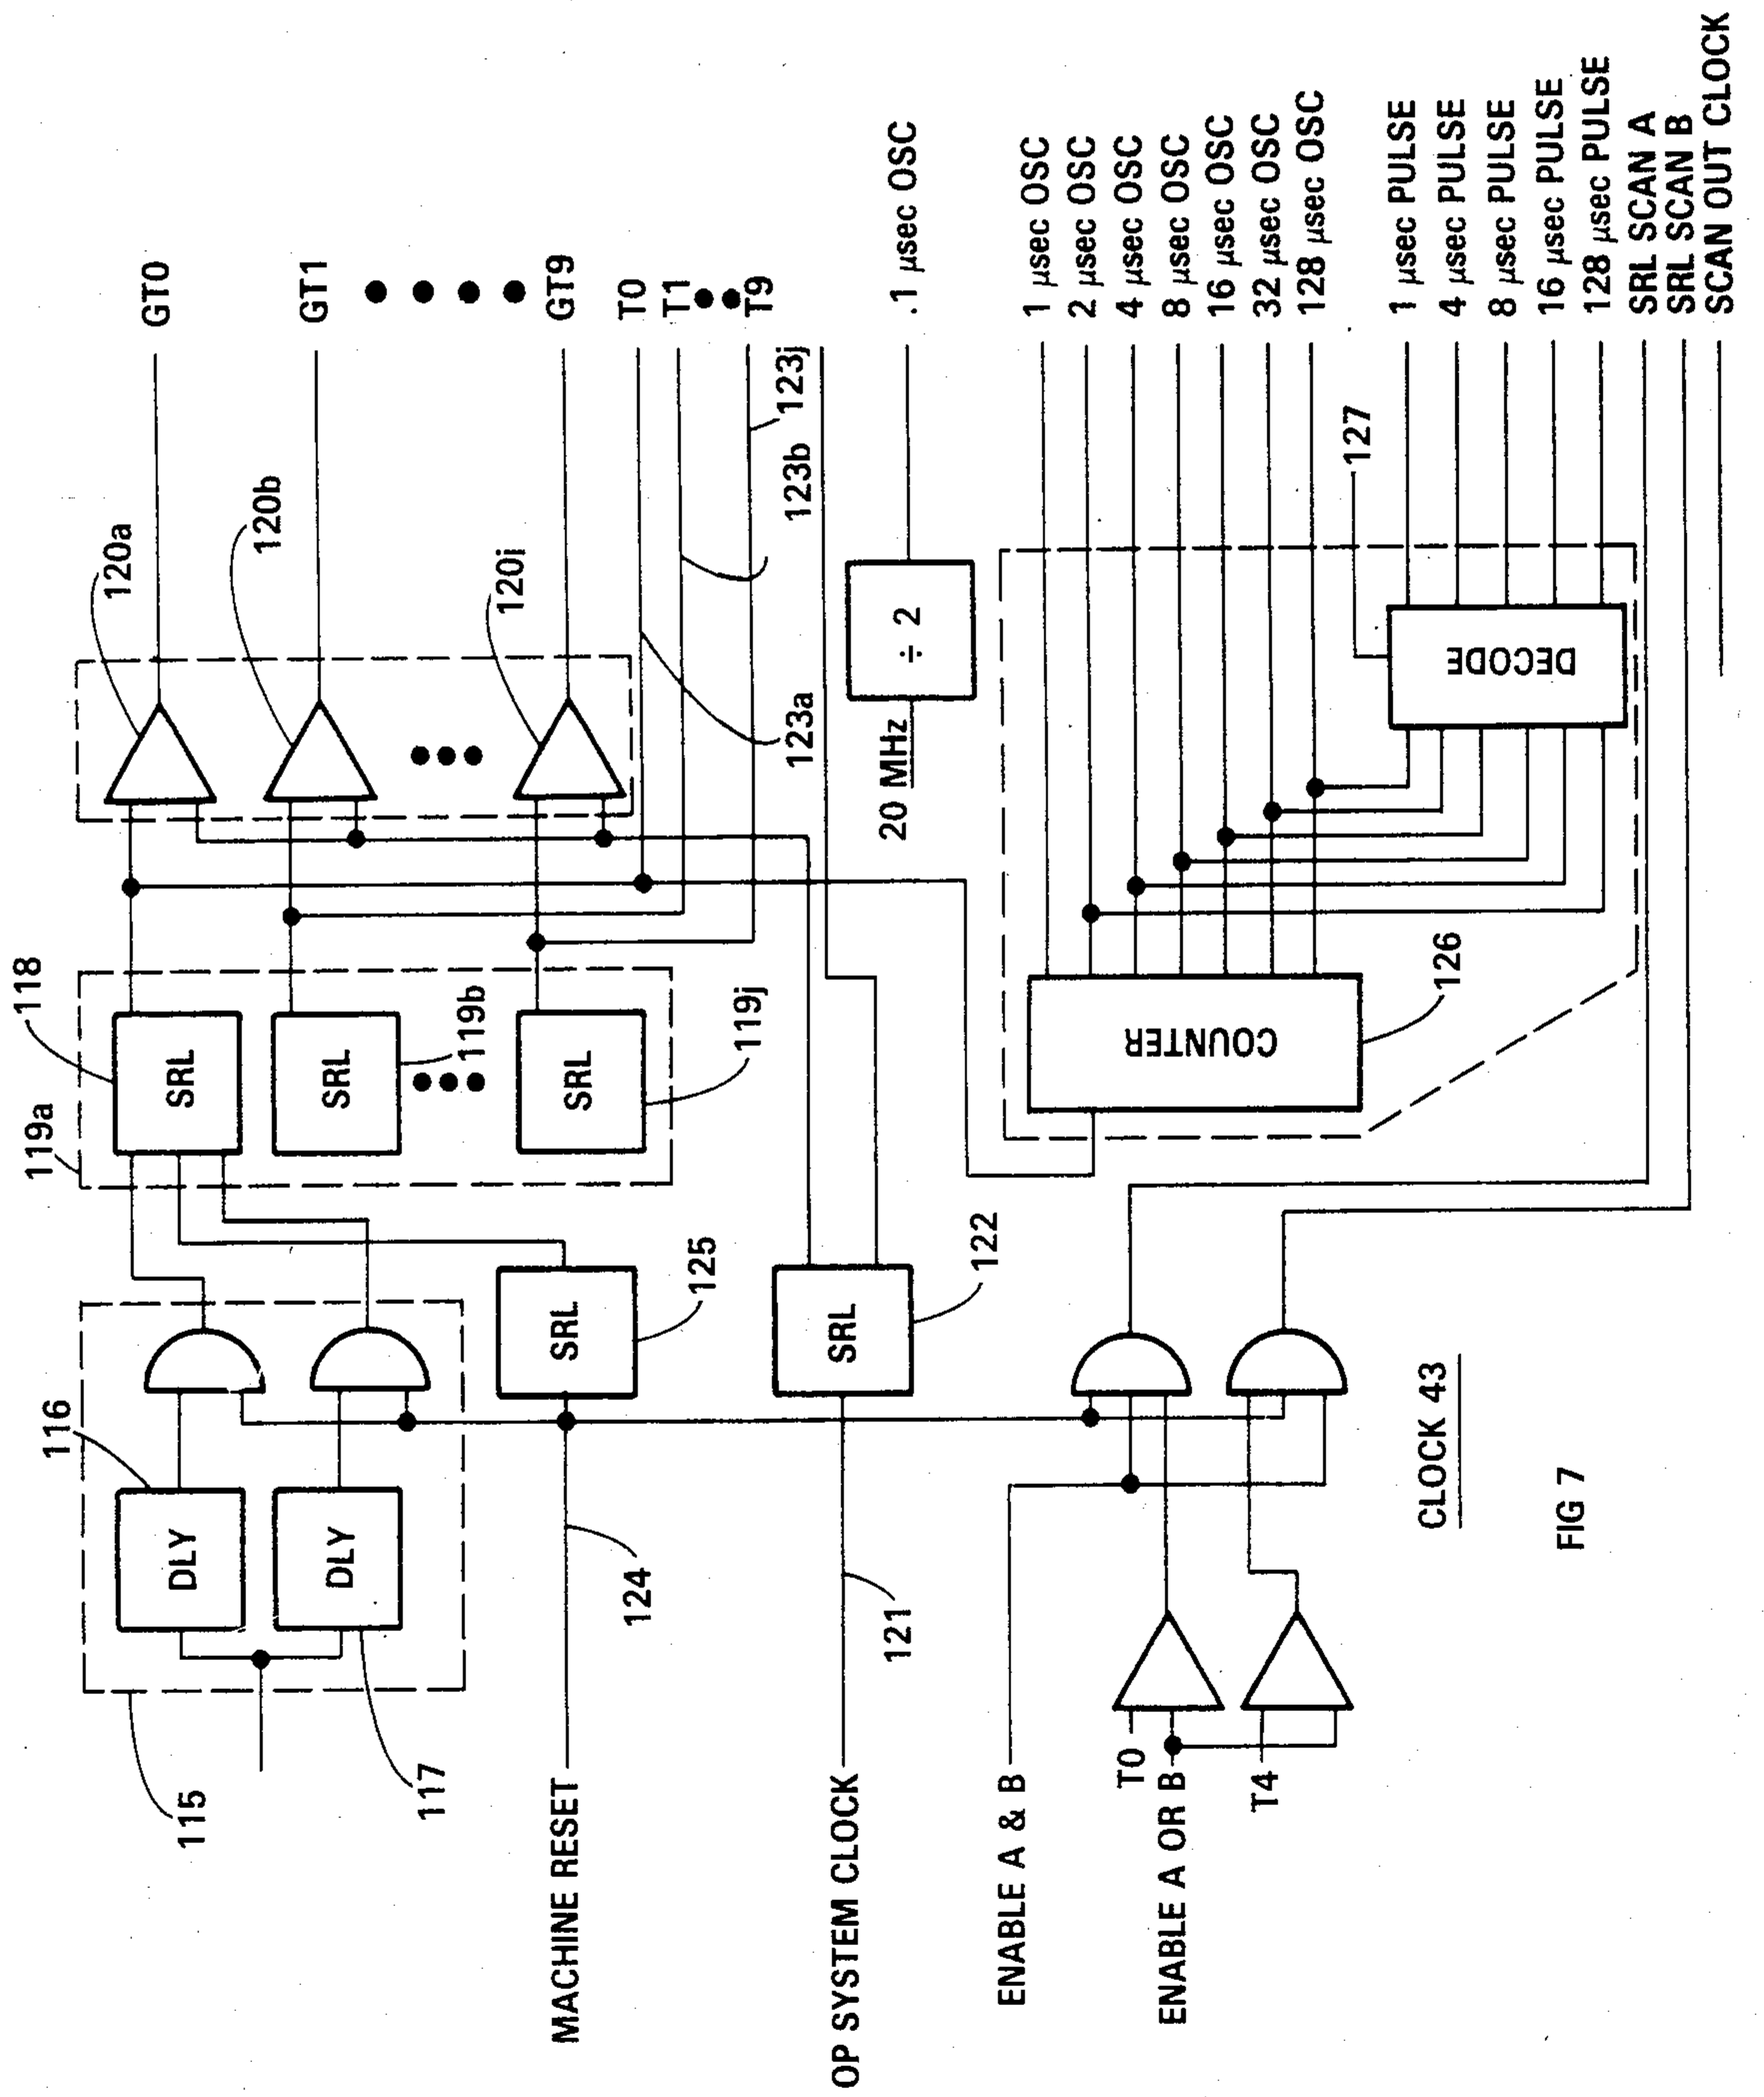 115
116
DLY
DLY
117
119a
118
SRL
SRL
119b
SRL
119j
120a
120b
120j
GT0
GT1
GT9
T0
T1
T9
123a
123b
123j
MACHINE RESET
124
SRL
125
OP SYSTEM CLOCK
121
SRL
122
20 MHz
÷ 2
.1 μsec OSC
COUNTER
126
DECODE
127
1 μsec OSC
2 μsec OSC
4 μsec OSC
8 μsec OSC
16 μsec OSC
32 μsec OSC
128 μsec OSC
1 μsec PULSE
4 μsec PULSE
8 μsec PULSE
16 μsec PULSE
128 μsec PULSE
SRL SCAN A
SRL SCAN B
SCAN OUT CLOCK
ENABLE A & B
T0
ENABLE A OR B
T4
CLOCK 43
FIG 7